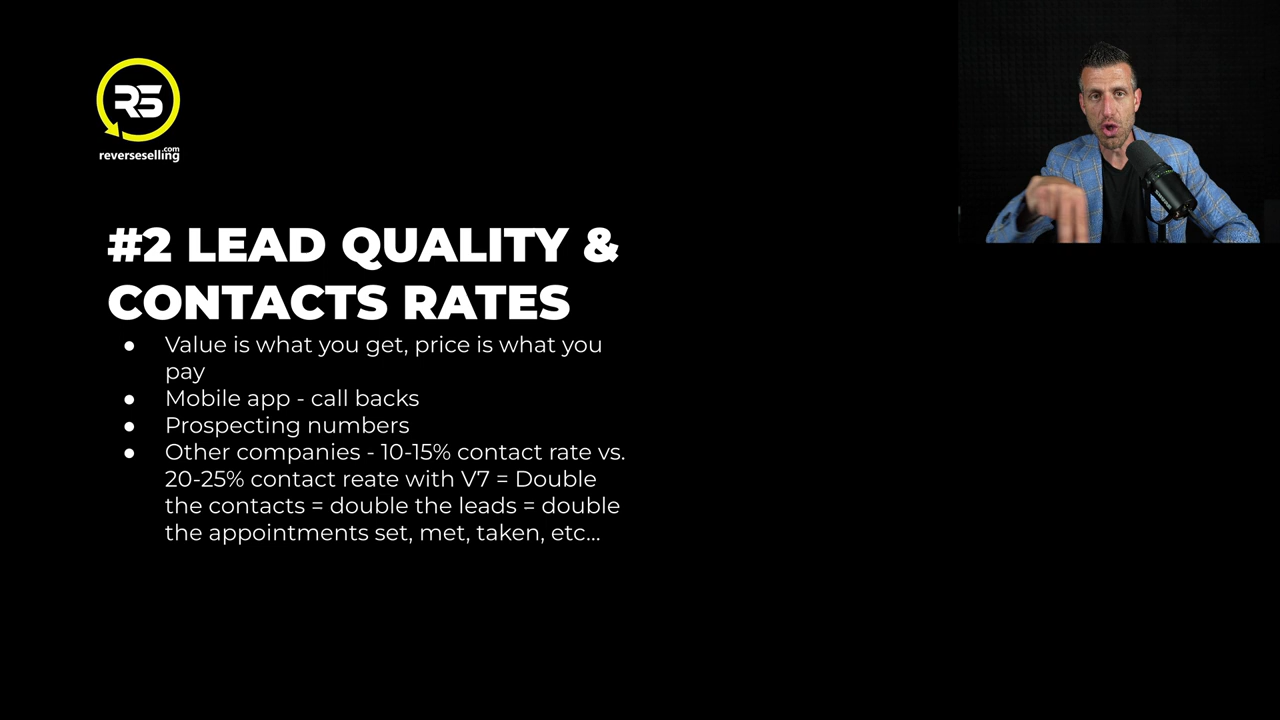 RS
.com
reverseselling
#2 LEAD QUALITY &
CONTACTS RATES
● Value is what you get, price is what you
pay
● Mobile app - call backs
● Prospecting numbers
● Other companies - 10-15% contact rate vs.
20-25% contact reate with V7 = Double
the contacts = double the leads = double
the appointments set, met, taken, etc...